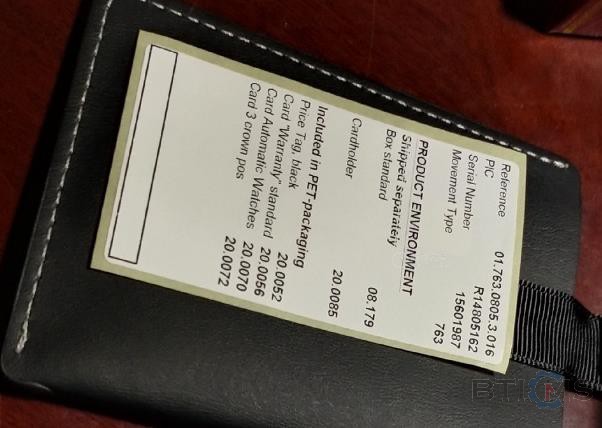 Reference 01.763.0805.3.016
PIC R14805162
Serial Number 15601987
Movement Type 763
PRODUCT ENVIRONMENT
Shipped separately
Box standard 08.179
Cardholder 20.0085
Included in PET-packaging
Price Tag, black 20.0052
Card "Warranty" standard 20.0056
Card Automatic Watches 20.0070
Card 3 crown pos 20.0072